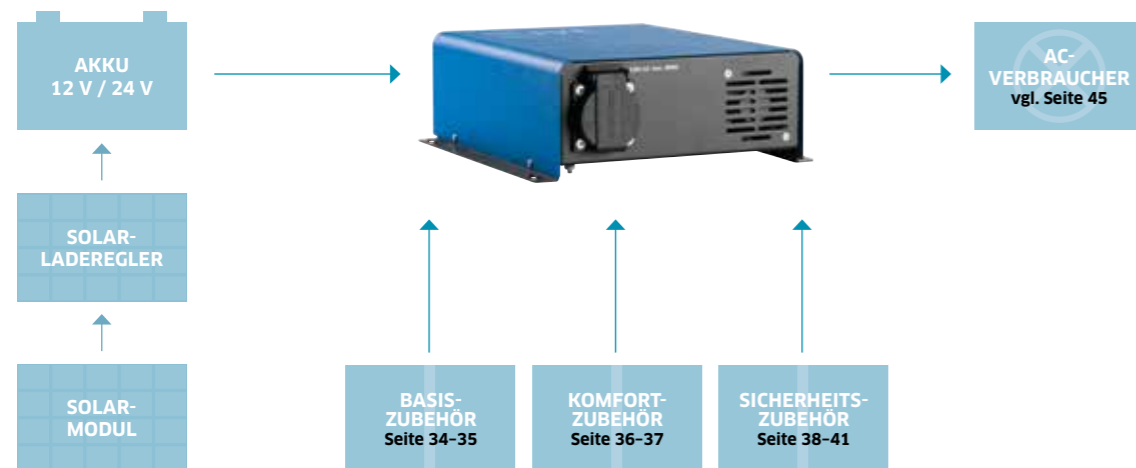 AKKU
12 V / 24 V
AC-
VERBRAUCHER
vgl. Seite 45
SOLAR-
LADEREGLER
SOLAR-
MODUL
BASIS-
ZUBEHÖR
Seite 34–35
KOMFORT-
ZUBEHÖR
Seite 36–37
SICHERHEITS-
ZUBEHÖR
Seite 38–41